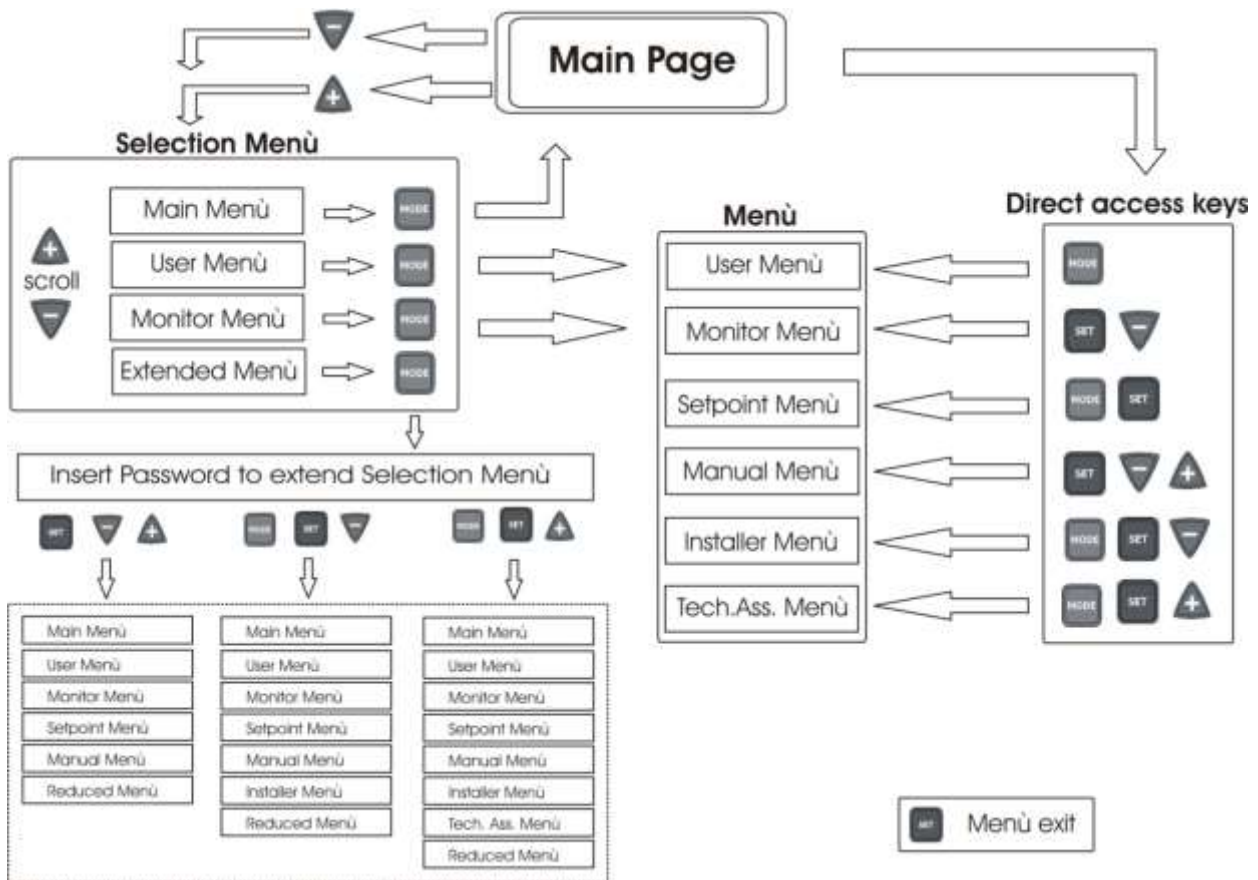 Main Page
-
+
Selection Menù
Main Menù
MODE
User Menù
MODE
Monitor Menù
MODE
Extended Menù
MODE
+
scroll
-
Insert Password to extend Selection Menù
SET - +
MODE SET -
MODE SET +
Main Menù
User Menù
Monitor Menù
Setpoint Menù
Manual Menù
Reduced Menù
Main Menù
User Menù
Monitor Menù
Setpoint Menù
Manual Menù
Installer Menù
Reduced Menù
Main Menù
User Menù
Monitor Menù
Setpoint Menù
Manual Menù
Installer Menù
Tech. Ass. Menù
Reduced Menù
Menù
User Menù
Monitor Menù
Setpoint Menù
Manual Menù
Installer Menù
Tech.Ass. Menù
Direct access keys
MODE
SET -
MODE SET
SET - +
MODE SET -
MODE SET +
SET Menù exit